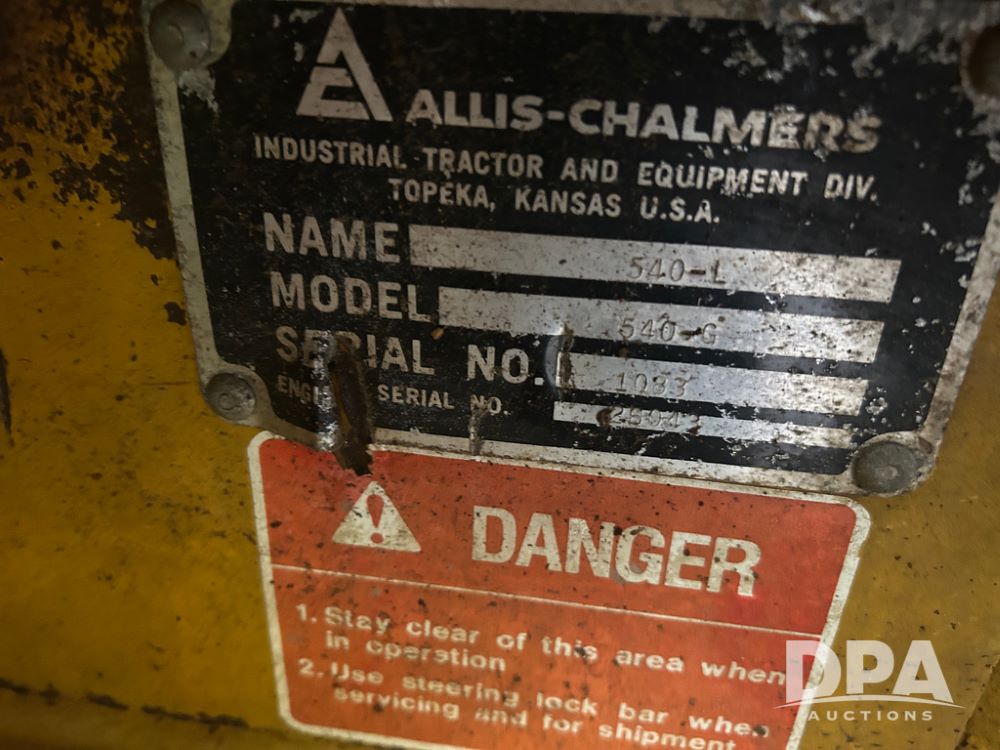 ALLIS-CHALMERS
INDUSTRIAL TRACTOR AND EQUIPMENT DIV.
TOPEKA, KANSAS U.S.A.
NAME 540-L
MODEL 540-G
SERIAL NO. 1083
SERIAL NO.
DANGER
1. Stay clear of this area when
in operation
2. Use steering lock bar when
servicing and for shipment
DPA
AUCTIONS